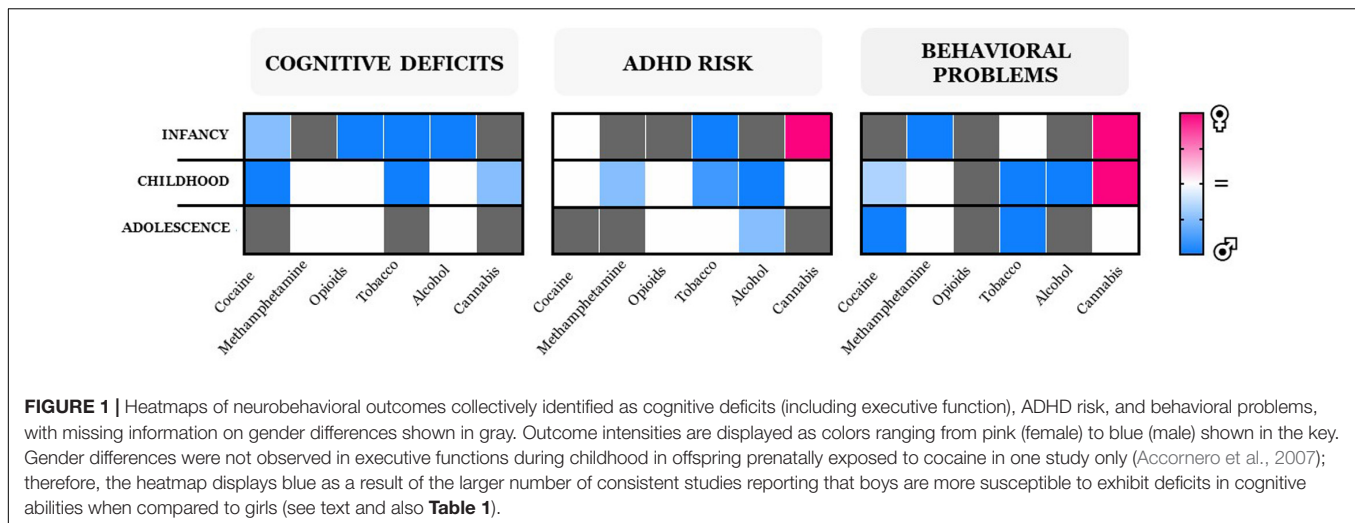 COGNITIVE DEFICITS
ADHD RISK
BEHAVIORAL
PROBLEMS
INFANCY
CHILDHOOD
ADOLESCENCE
=
Cocaine
Methamphetamine
Opioids
Tobacco
Alcohol
Cannabis
Cocaine
Methamphetamine
Opioids
Tobacco
Alcohol
Cannabis
Cocaine
Methamphetamine
Opioids
Tobacco
Alcohol
Cannabis
FIGURE 1 | Heatmaps of neurobehavioral outcomes collectively identified as cognitive deficits (including executive function), ADHD risk, and behavioral problems,
with missing information on gender differences shown in gray. Outcome intensities are displayed as colors ranging from pink (female) to blue (male) shown in the key.
Gender differences were not observed in executive functions during childhood in offspring prenatally exposed to cocaine in one study only (Accornero et al., 2007);
therefore, the heatmap displays blue as a result of the larger number of consistent studies reporting that boys are more susceptible to exhibit deficits in cognitive
abilities when compared to girls (see text and also Table 1).